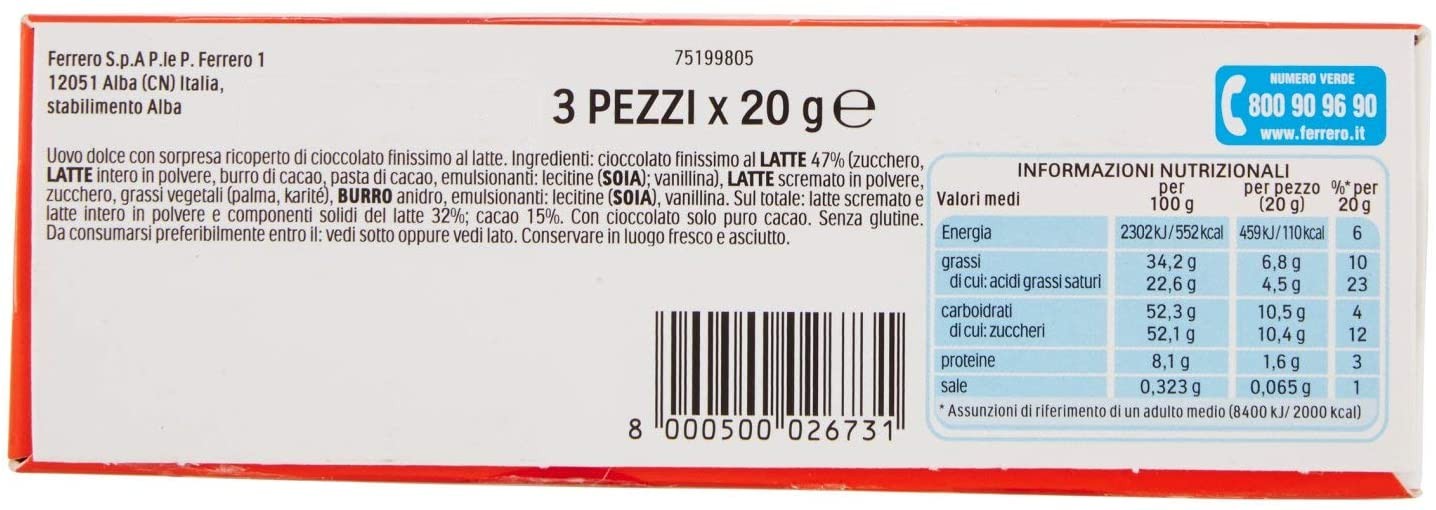 Ferrero S.p.A P.le P. Ferrero 1
12051 Alba (CN) Italia,
stabilimento Alba
75199805
3 PEZZI x 20 g ℮
NUMERO VERDE
800 90 96 90
www.ferrero.it
Uovo dolce con sorpresa ricoperto di cioccolato finissimo al latte. Ingredienti: cioccolato finissimo al LATTE 47% (zucchero,
LATTE intero in polvere, burro di cacao, pasta di cacao, emulsionanti: lecitine (SOIA); vanillina), LATTE scremato in polvere,
zucchero, grassi vegetali (palma, karité), BURRO anidro, emulsionanti: lecitine (SOIA), vanillina. Sul totale: latte scremato e
latte intero in polvere e componenti solidi del latte 32%; cacao 15%. Con cioccolato solo puro cacao. Senza glutine.
Da consumarsi preferibilmente entro il: vedi sotto oppure vedi lato. Conservare in luogo fresco e asciutto.
INFORMAZIONI NUTRIZIONALI
Valori medi per 100 g per pezzo (20 g) %*per 20 g
Energia 2302 kJ/552 kcal 459 kJ/110 kcal 6
grassi 34,2 g 6,8 g 10
di cui: acidi grassi saturi 22,6 g 4,5 g 23
carboidrati 52,3 g 10,5 g 4
di cui: zuccheri 52,1 g 10,4 g 12
proteine 8,1 g 1,6 g 3
sale 0,323 g 0,065 g 1
* Assunzioni di riferimento di un adulto medio (8400 kJ/ 2000 kcal)
8 000500 026731